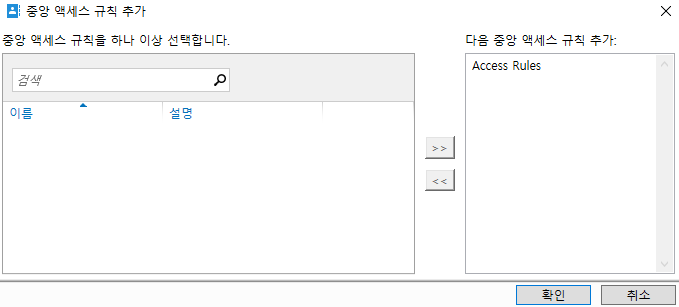 중앙 액세스 규칙 추가
중앙 액세스 규칙을 하나 이상 선택합니다.
다음 중앙 액세스 규칙 추가:
검색
Access Rules
이름 설명
>>
<<
확인 취소